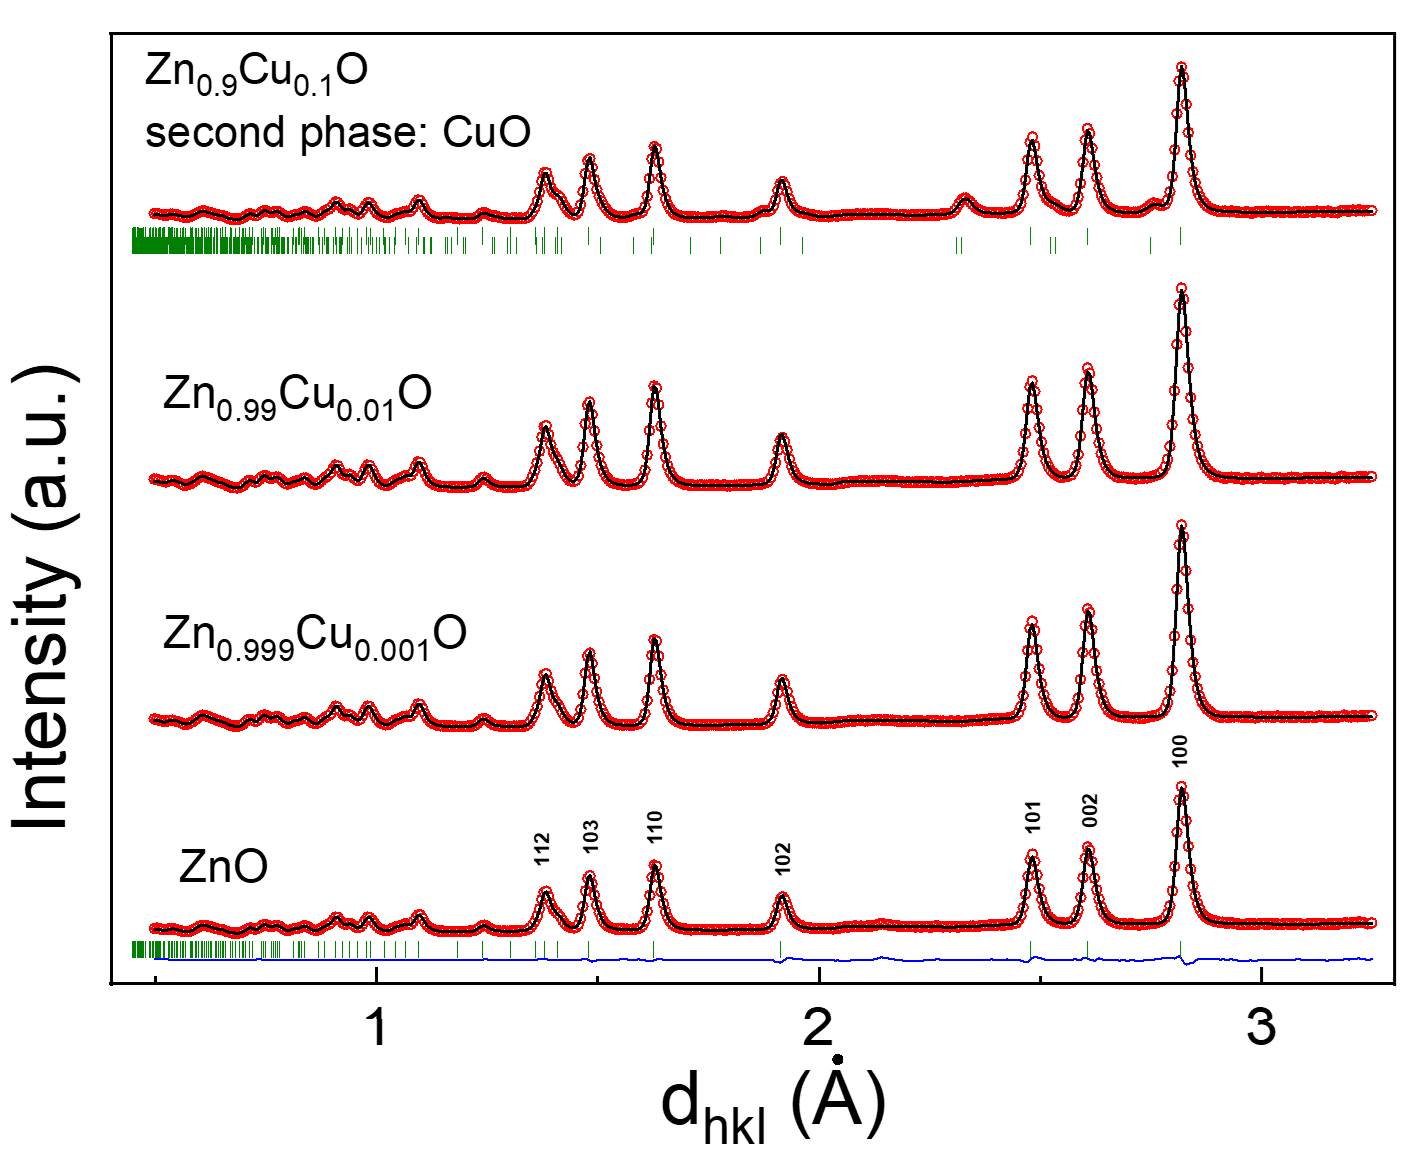 Zn0.9Cu0.1O
second phase: CuO
Zn0.99Cu0.01O
Zn0.999Cu0.001O
ZnO
112
103
110
102
101
002
100
Intensity (a.u.)
1
2
3
dhkl (Å)